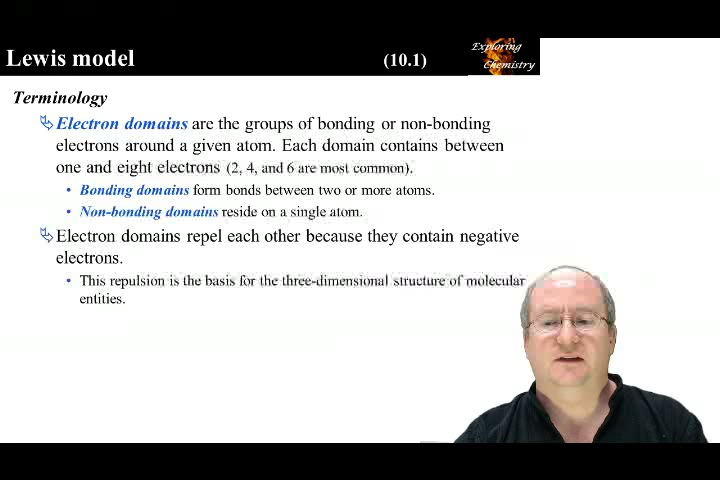 Lewis model (10.1)
Exploring
Chemistry
Terminology
Electron domains are the groups of bonding or non-bonding
electrons around a given atom. Each domain contains between
one and eight electrons (2, 4, and 6 are most common).
• Bonding domains form bonds between two or more atoms.
• Non-bonding domains reside on a single atom.
Electron domains repel each other because they contain negative
electrons.
• This repulsion is the basis for the three-dimensional structure of molecular
entities.